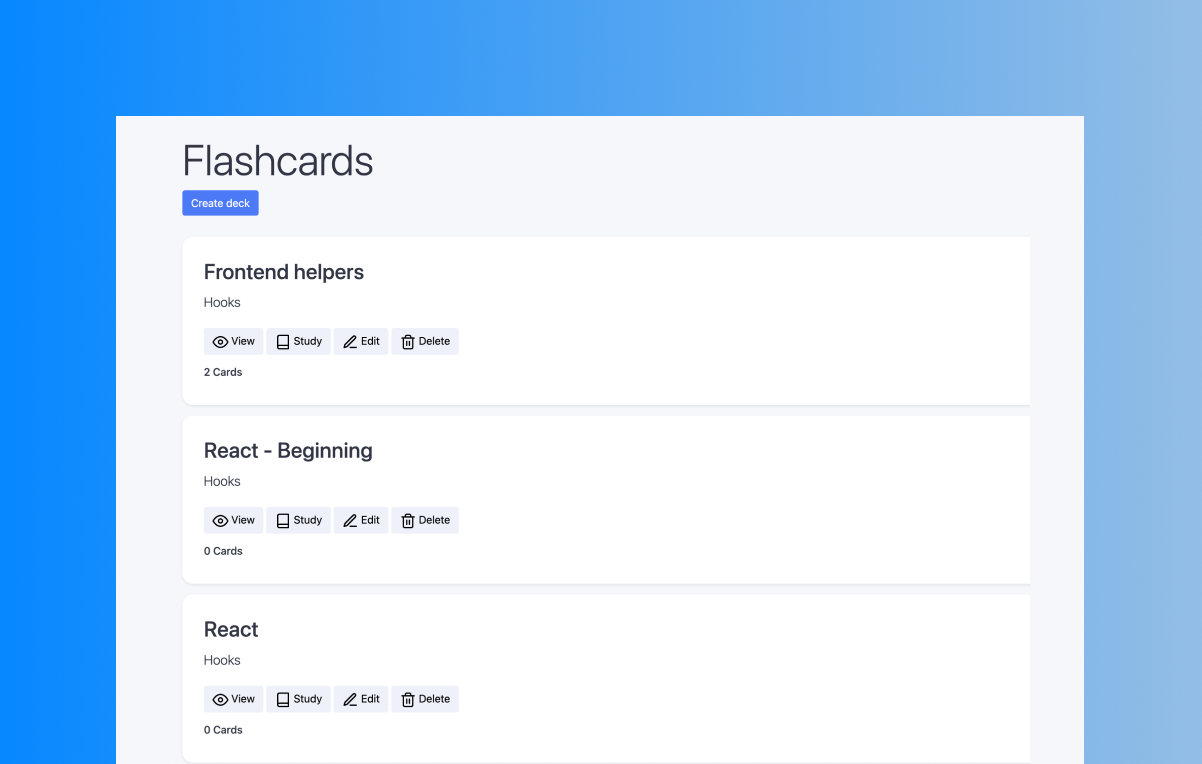 Flashcards
Create deck
Frontend helpers
Hooks
View Study Edit Delete
2 Cards
React - Beginning
Hooks
View Study Edit Delete
0 Cards
React
Hooks
View Study Edit Delete
0 Cards